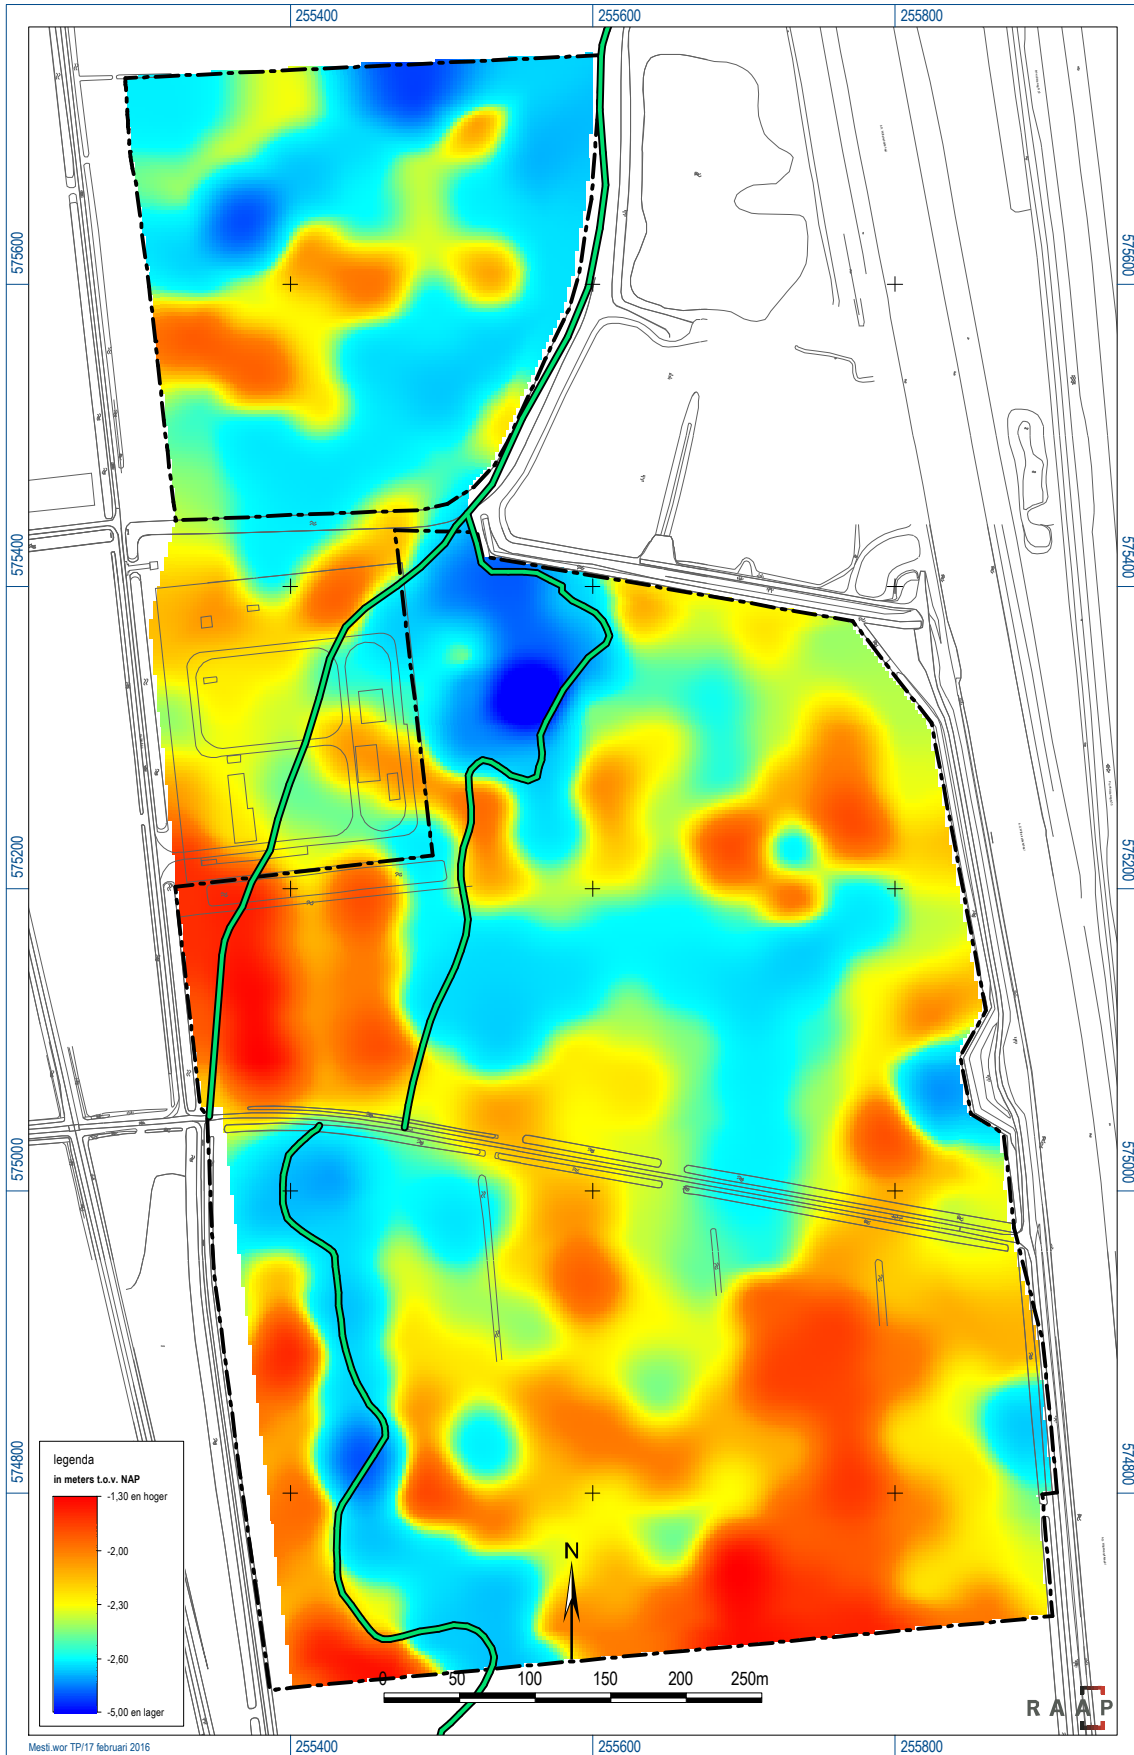 255400 255600 255800
575600 575600
575400 575400
575200 575200
575000 575000
574800 574800
legenda
in meters t.o.v. NAP
-1,30 en hoger
-2,00
-2,30
-2,60
-5,00 en lager
N
0 50 100 150 200 250m
RAAP
Mesti.wor TP/17 februari 2016
255400 255600 255800